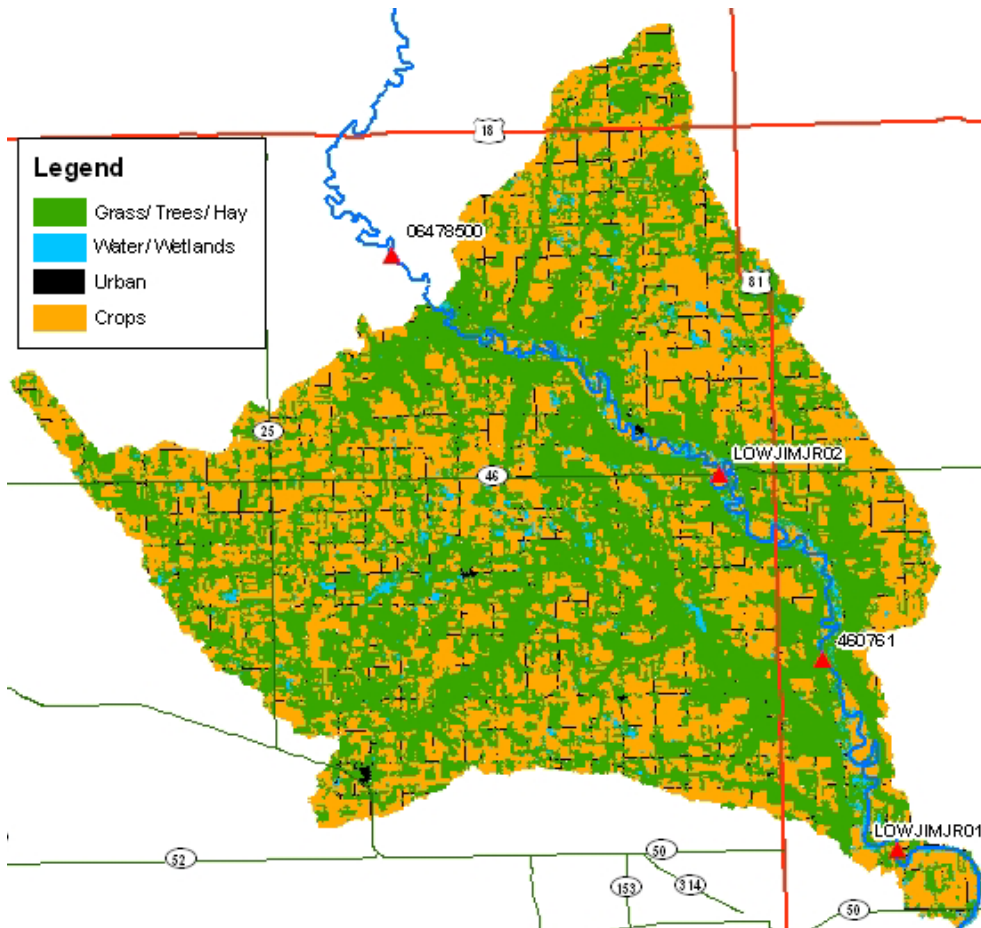 18
Legend
Grass/ Trees/ Hay
Water/ Wetlands
Urban
Crops
06478500
81
25
LOWJIMJR02
46
460761
LOWJIMJR01
52
50
153
314
50